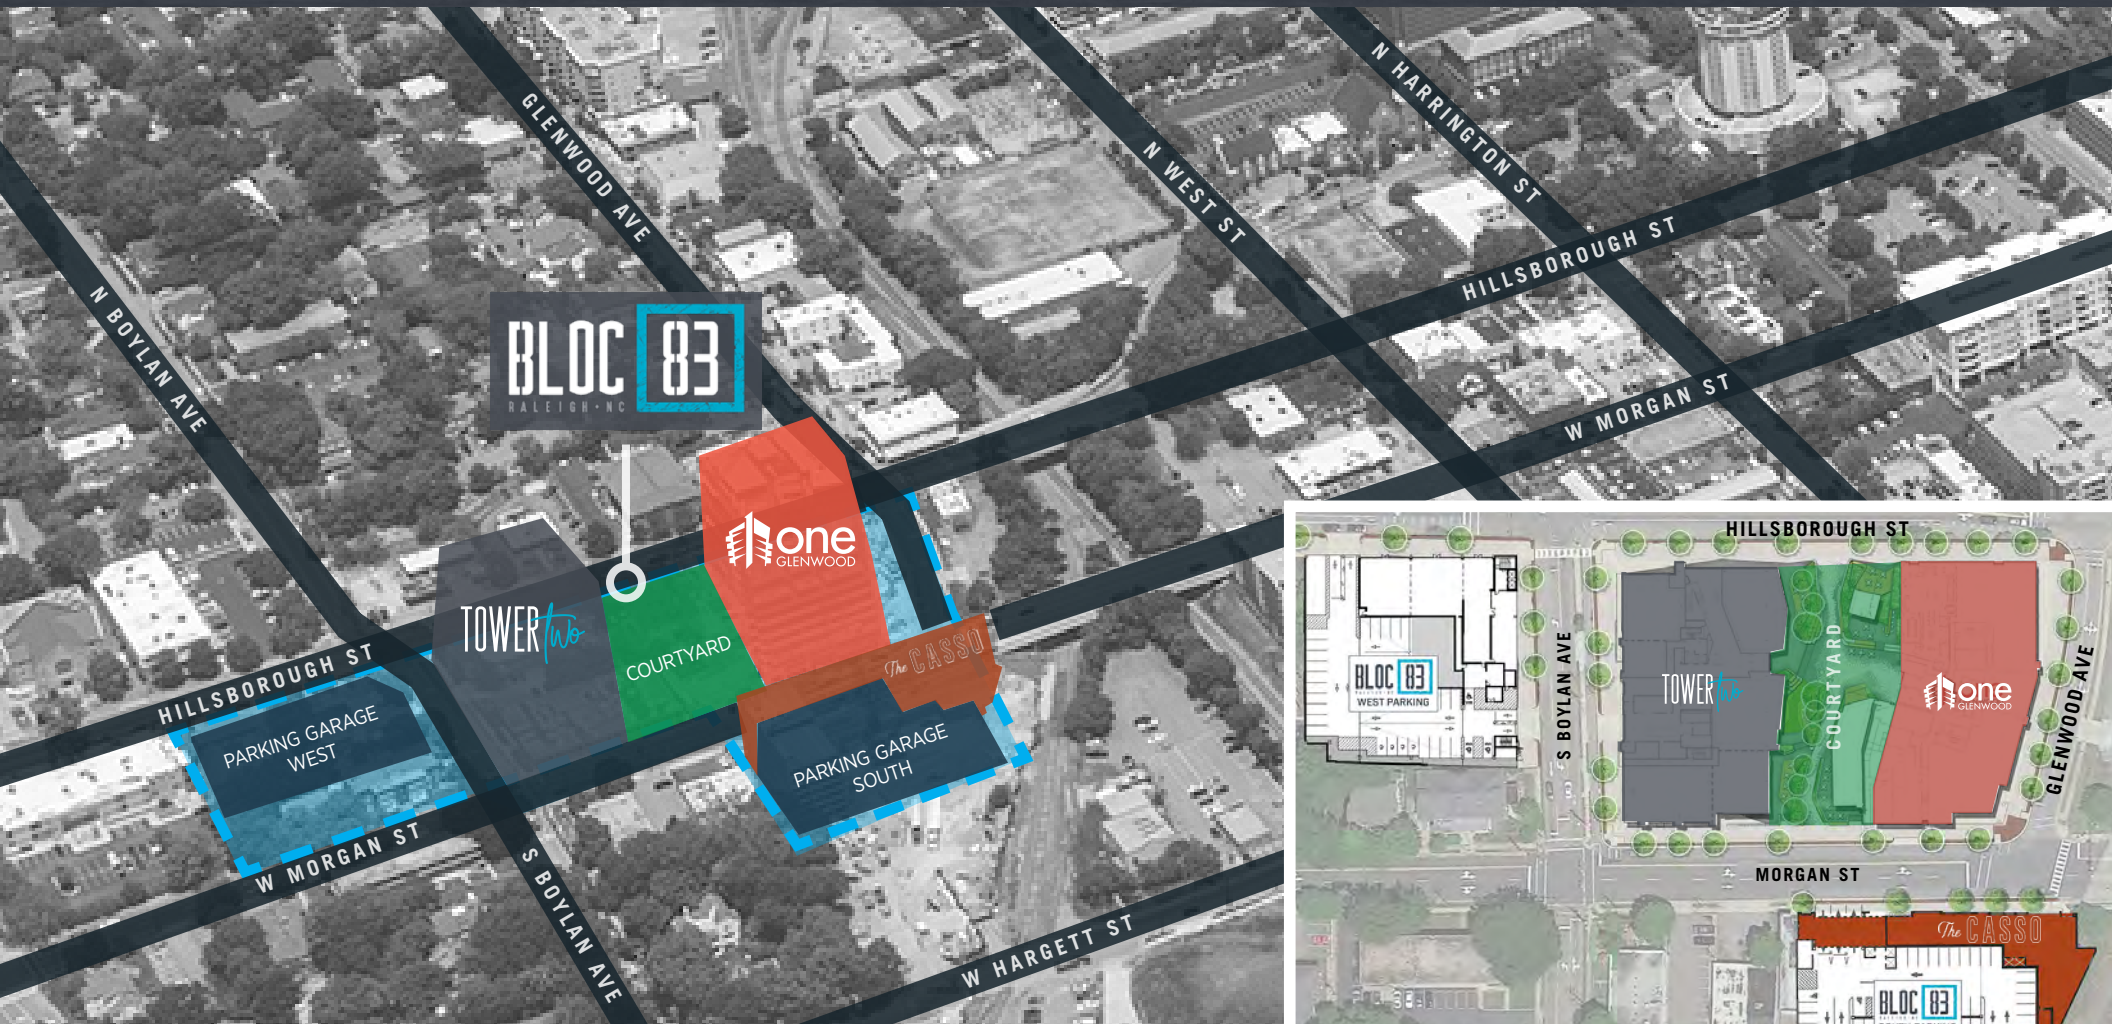 GLENWOOD AVE
N HARRINGTON ST
N WEST ST
HILLSBOROUGH ST
N BOYLAN AVE
BLOC 83
RALEIGH • NC
W MORGAN ST
one
GLENWOOD
TOWER two
COURTYARD
The CASSO
HILLSBOROUGH ST
PARKING GARAGE
WEST
PARKING GARAGE
SOUTH
W MORGAN ST
S BOYLAN AVE
W HARGETT ST
HILLSBOROUGH ST
BLOC 83
WEST PARKING
S BOYLAN AVE
TOWER two
COURTYARD
one
GLENWOOD
GLENWOOD AVE
MORGAN ST
The CASSO
BLOC 83